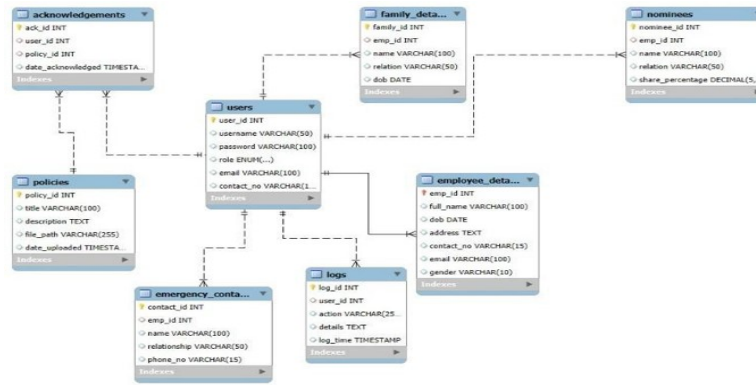 acknowledgements
ack_id INT
user_id INT
policy_id INT
date_acknowledged TIMESTA...
Indexes
family_deta...
family_id INT
emp_id INT
name VARCHAR(100)
relation VARCHAR(50)
dob DATE
Indexes
nominees
nominee_id INT
emp_id INT
name VARCHAR(100)
relation VARCHAR(50)
share_percentage DECIMAL(5,
Indexes
users
user_id INT
username VARCHAR(50)
password VARCHAR(100)
role ENUM(...)
email VARCHAR(100)
contact_no VARCHAR(1...
Indexes
policies
policy_id INT
title VARCHAR(100)
description TEXT
file_path VARCHAR(255)
date_uploaded TIMESTA...
Indexes
employee_deta...
emp_id INT
full_name VARCHAR(100)
dob DATE
address TEXT
contact_no VARCHAR(15)
email VARCHAR(100)
gender VARCHAR(10)
Indexes
emergency_conta...
contact_id INT
emp_id INT
name VARCHAR(100)
relationship VARCHAR(50)
phone_no VARCHAR(15)
Indexes
logs
log_id INT
user_id INT
action VARCHAR(25...
details TEXT
log_time TIMESTAMP
Indexes